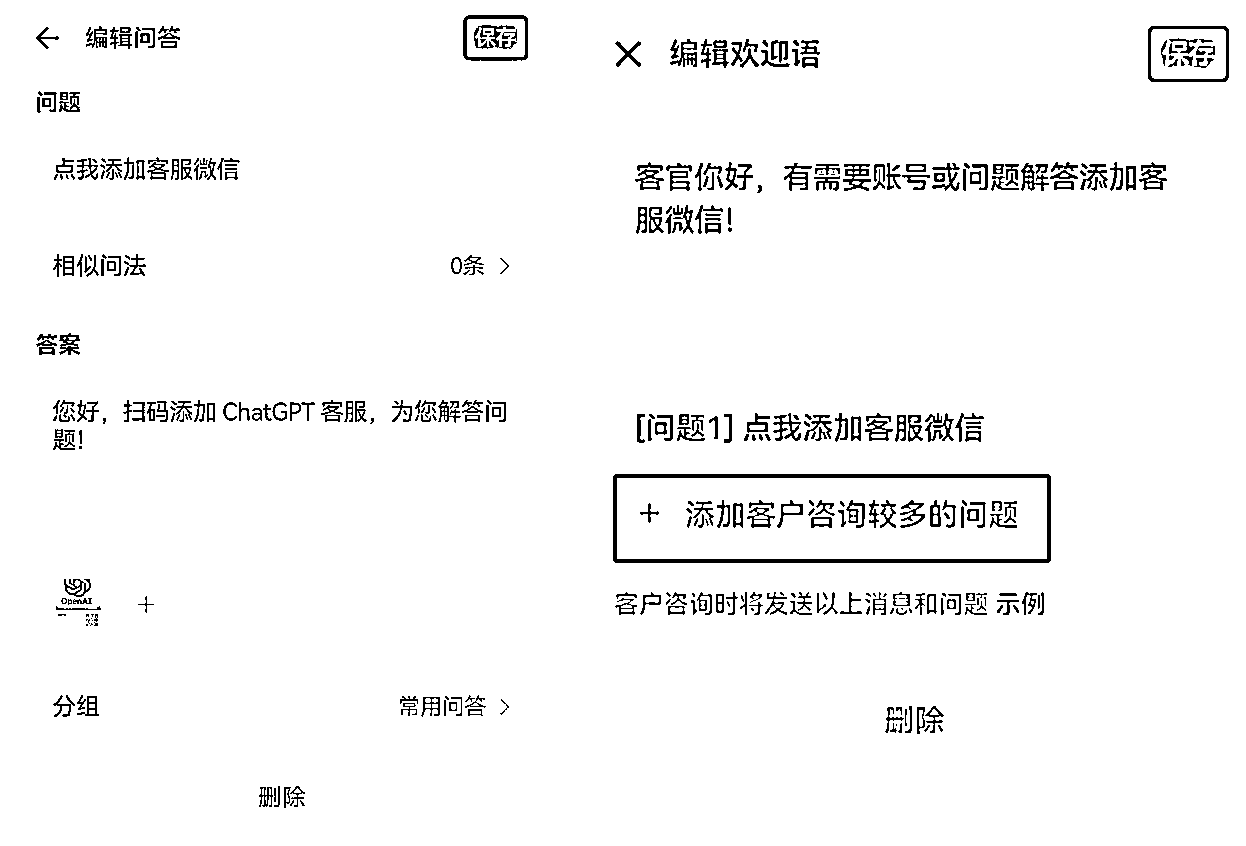 编辑问答
保存
问题
点我添加客服微信
相似问法
0条
答案
您好，扫码添加 ChatGPT 客服，为您解答问
题!
OpenAI
分组
常用问答
删除
编辑欢迎语
保存
客官你好，有需要账号或问题解答添加客
服微信!
[问题1] 点我添加客服微信
+ 添加客户咨询较多的问题
客户咨询时将发送以上消息和问题 示例
删除